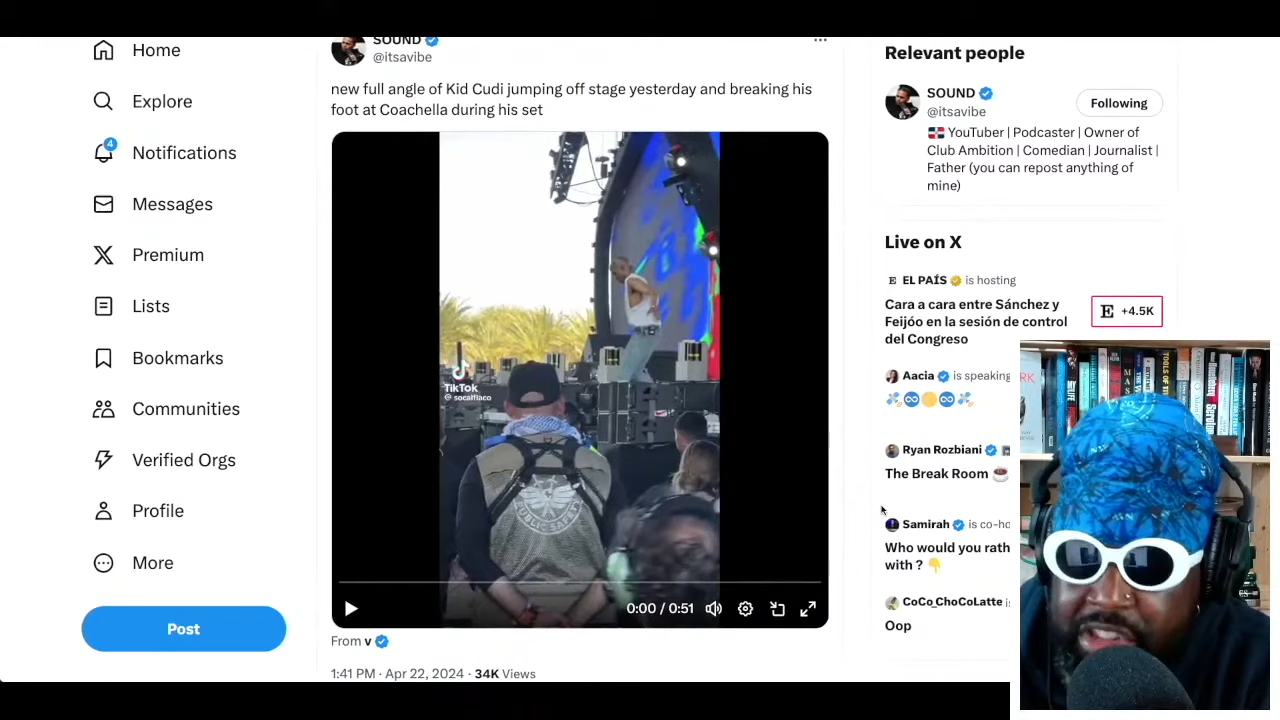 Home
Explore
4
Notifications
Messages
Premium
Lists
Bookmarks
Communities
Verified Orgs
Profile
More
Post
SOUND
@itsavibe
new full angle of Kid Cudi jumping off stage yesterday and breaking his
foot at Coachella during his set
TikTok
@ socalflaco
PUBLIC SAFETY
0:00 / 0:51
From v
1:41 PM · Apr 22, 2024 · 34K Views
Relevant people
SOUND
@itsavibe
Following
🇩🇴 YouTuber | Podcaster | Owner of
Club Ambition | Comedian | Journalist |
Father (you can repost anything of
mine)
Live on X
E EL PAÍS is hosting
Cara a cara entre Sánchez y
Feijóo en la sesión de control
del Congreso
E +4.5K
Aacia is speaking
Ryan Rozbiani
The Break Room ☕
Samirah is co-ho
Who would you rath
with ? 👇
CoCo_ChoCoLatte
Oop